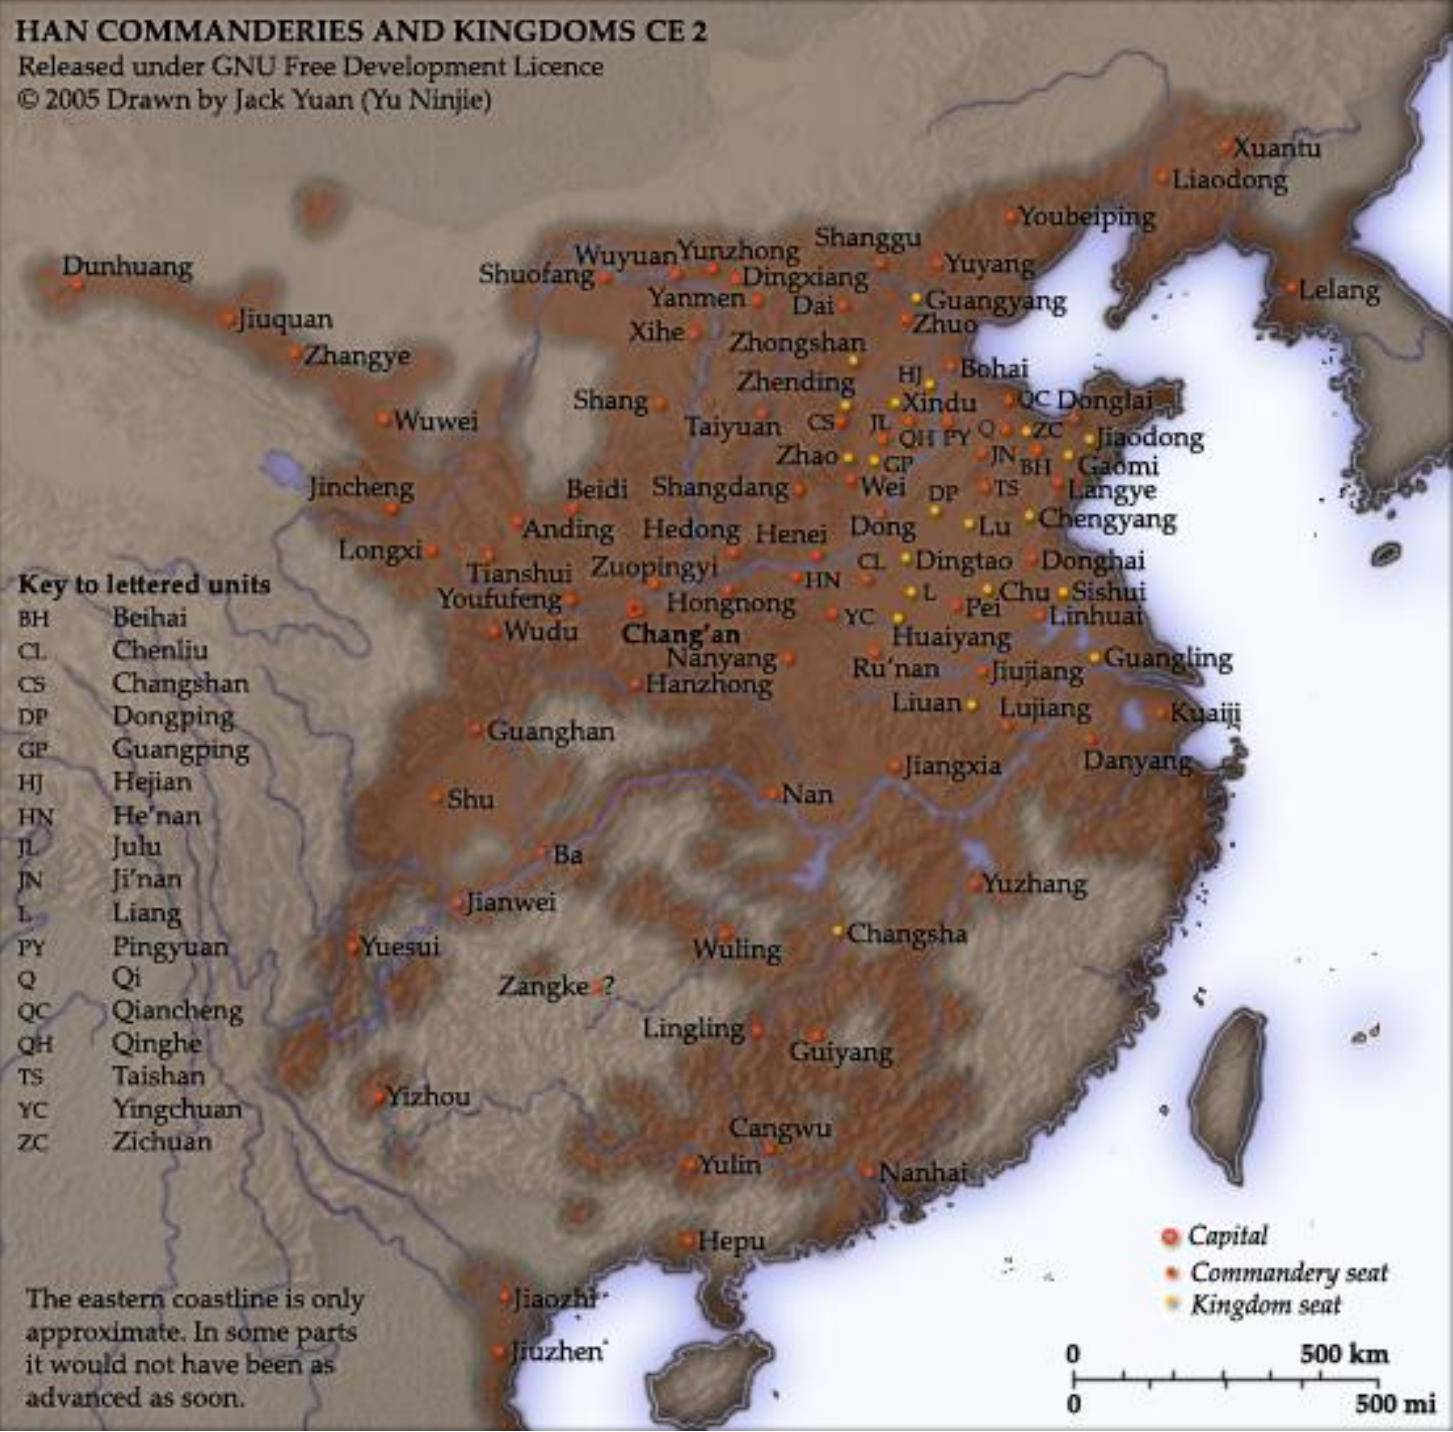 HAN COMMANDERIES AND KINGDOMS CE 2
Released under GNU Free Development Licence
© 2005 Drawn by Jack Yuan (Yu Ninjie)
Xuantu
Liaodong
Youbeiping
Shanggu
Wuyuan
Yunzhong
Dunhuang
Shuofang
Dingxiang
Yuyang
Lelang
Yanmen
Dai
Guangyang
Jiuquan
Xihe
Zhuo
Zhongshan
Zhangye
Bohai
HJ
Zhending
Shang
Xindu
QC
Donglai
Wuwei
Taiyuan
CS
JL
QH
PY
Q
ZC
Jiaodong
Zhao
GP
JN
BH
Gaomi
Jincheng
Beidi
Shangdang
Wei
DP
TS
Langye
Anding
Hedong
Henei
Dong
Lu
Chengyang
Longxi
Tianshui
Zuopingyi
CL
Dingtao
Donghai
HN
Youfufeng
Hongnong
L
Chu
Sishui
Pei
YC
Linhuai
Wudu
Chang'an
Huaiyang
Nanyang
Ru'nan
Jiujiang
Guangling
Hanzhong
Liuan
Lujiang
Kuaiji
Guanghan
Jiangxia
Danyang
Shu
Nan
Ba
Yuzhang
Jianwei
Yuesui
Wuling
Changsha
Zangke ?
Lingling
Guiyang
Yizhou
Cangwu
Yulin
Nanhai
Hepu
Jiaozhi
Jiuzhen
Key to lettered units
BH Beihai
CL Chenliu
CS Changshan
DP Dongping
GP Guangping
HJ Hejian
HN He'nan
JL Julu
JN Ji'nan
L Liang
PY Pingyuan
Q Qi
QC Qiancheng
QH Qinghe
TS Taishan
YC Yingchuan
ZC Zichuan
The eastern coastline is only
approximate. In some parts
it would not have been as
advanced as soon.
Capital
Commandery seat
Kingdom seat
0 500 km
0 500 mi